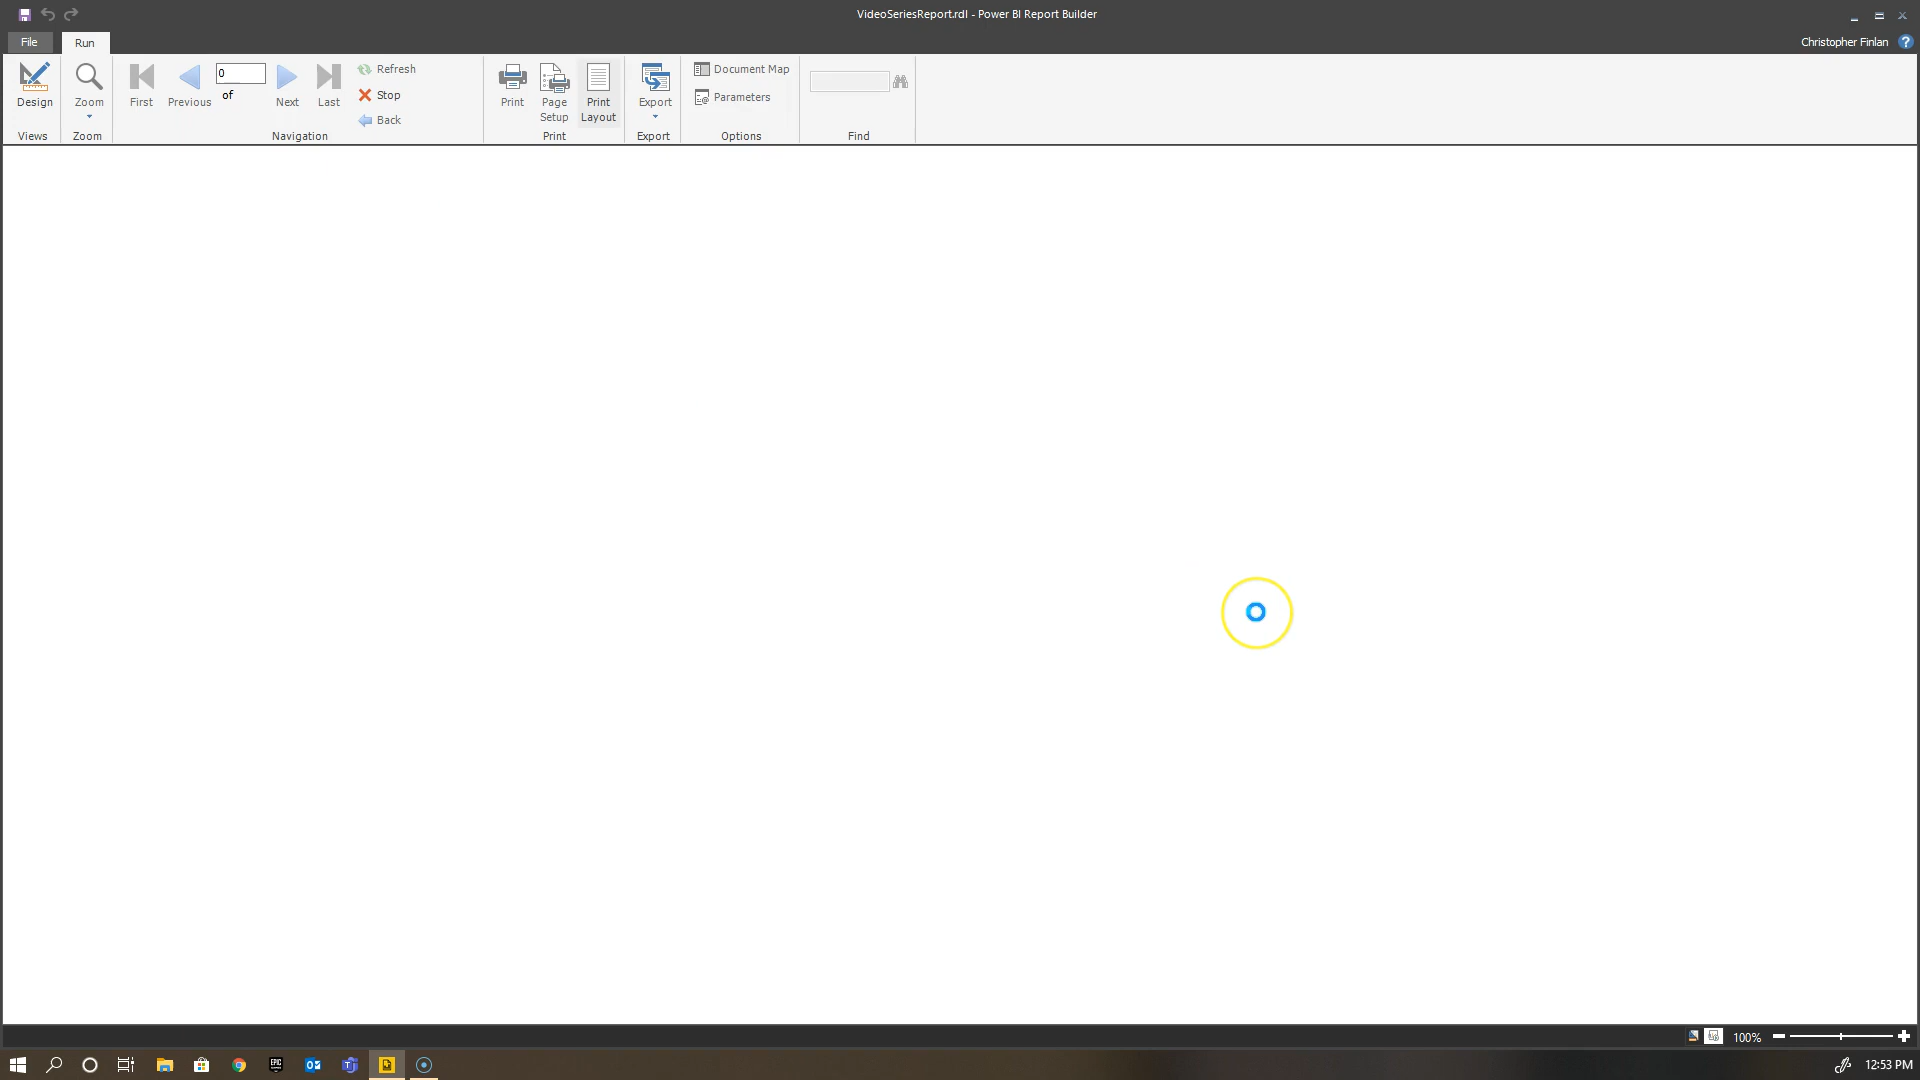 VideoSeriesReport.rdl - Power BI Report Builder
File
Run
Christopher Finlan
?
Design
Views
Zoom
Zoom
First
Previous
0
of
Next
Last
Refresh
Stop
Back
Navigation
Print
Page
Setup
Print
Layout
Print
Export
Export
Document Map
Parameters
Options
Find
100%
EPIC
12:53 PM